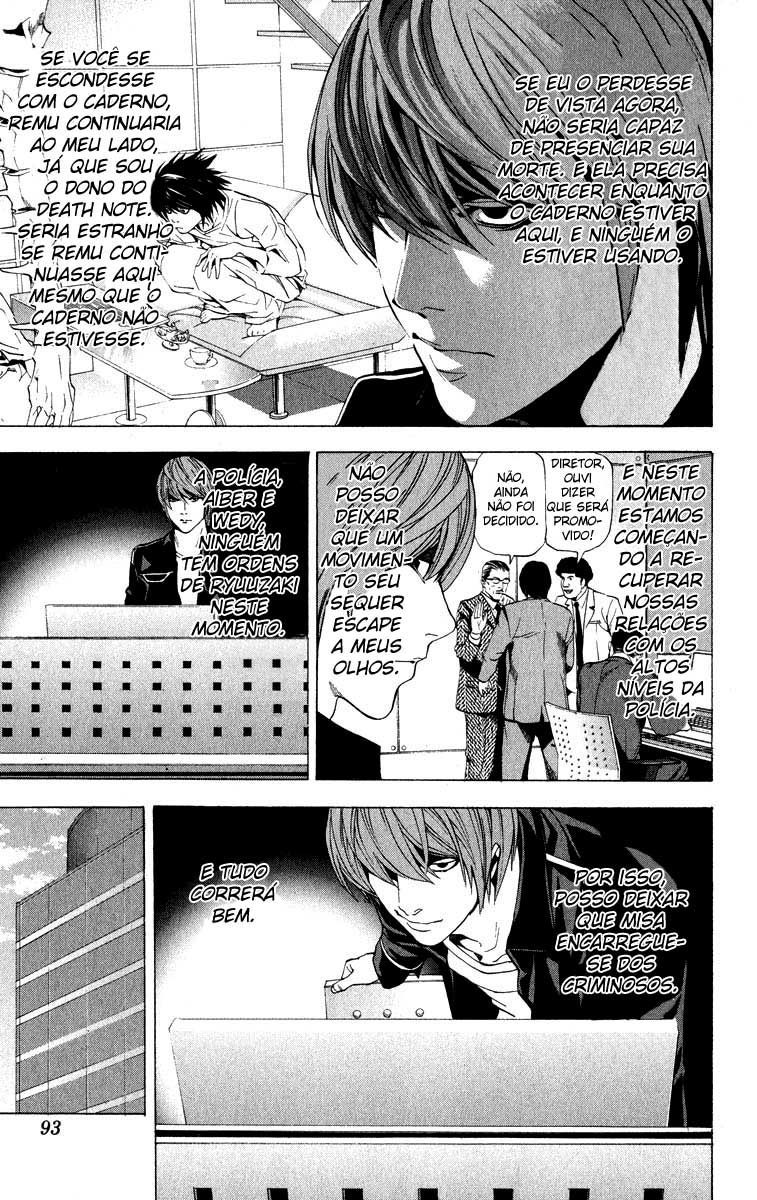 SE EU O PERDESSE
DE VISTA AGORA,
NÃO SERIA CAPAZ
DE PRESENCIAR SUA
MORTE. E ELA PRECISA
ACONTECER ENQUANTO
O CADERNO ESTIVER
AQUI, E NINGUÉM O
ESTIVER USANDO.
SE VOCÊ SE
ESCONDESSE
COM O CADERNO,
REMU CONTINUARIA
AO MEU LADO,
JÁ QUE SOU
O DONO DO
DEATH NOTE.
SERIA ESTRANHO
SE REMU CONTI-
NUASSE AQUI
MESMO QUE O
CADERNO NÃO
ESTIVESSE.
E NESTE
MOMENTO
ESTAMOS
COMEÇAN-
DO A RE-
CUPERAR
NOSSAS
RELAÇÕES
COM OS
ALTOS
NÍVEIS DA
POLÍCIA.
DIRETOR,
OUVI
DIZER
QUE SERÁ
PROMO-
VIDO!
NÃO,
AINDA
NÃO FOI
DECIDIDO.
NÃO
POSSO
DEIXAR
QUE UM
MOVIMEN-
TO SEU
SEQUER
ESCAPE
A MEUS
OLHOS.
A POLÍCIA,
AIBER E
WEDY,
NINGUÉM
TEM ORDENS
DE RYUUZAKI
NESTE
MOMENTO.
POR ISSO,
POSSO DEIXAR
QUE MISA
ENCARREGUE-
SE DOS
CRIMINOSOS.
E TUDO
CORRERÁ
BEM.
93